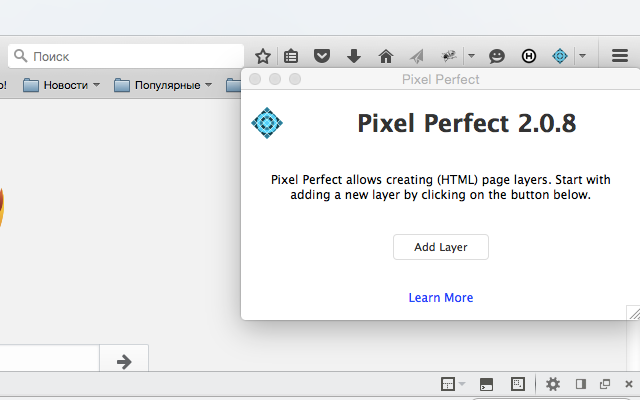 Поиск
о!
Новости
Популярные
Pixel Perfect
Pixel Perfect 2.0.8
Pixel Perfect allows creating (HTML) page layers. Start with
adding a new layer by clicking on the button below.
Add Layer
Learn More